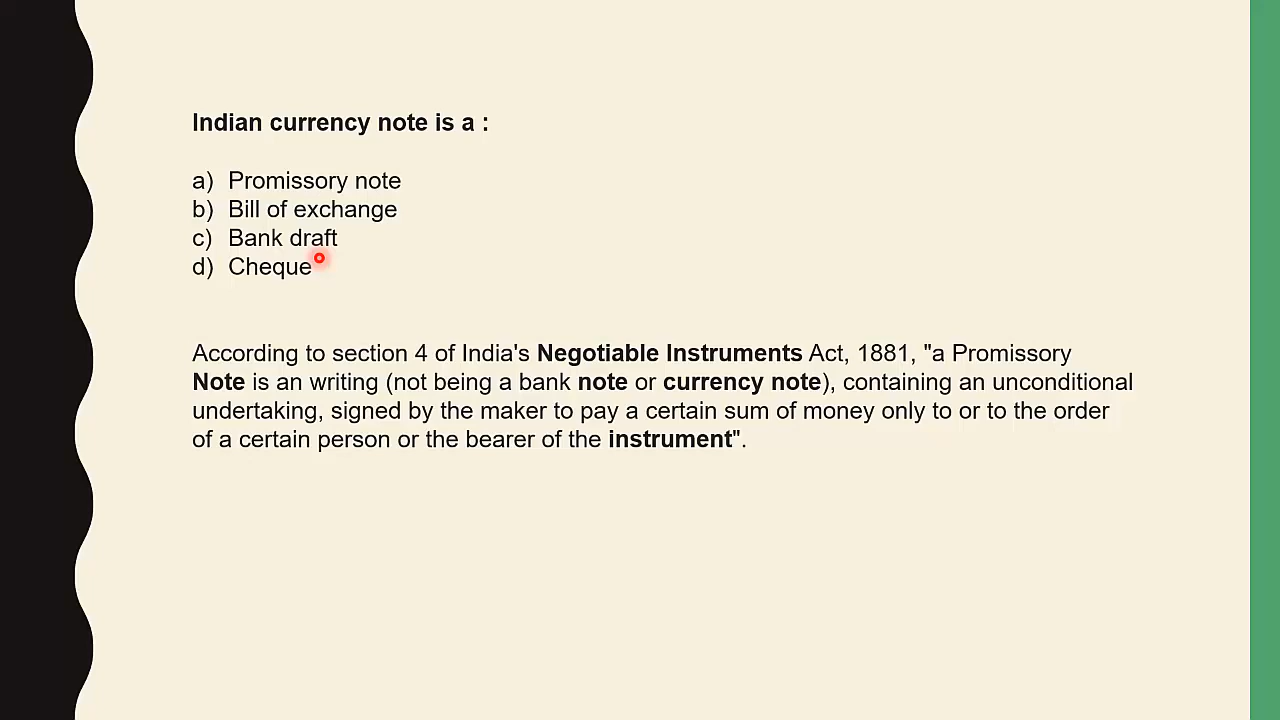 Indian currency note is a :
a) Promissory note
b) Bill of exchange
c) Bank draft
d) Cheque
According to section 4 of India's Negotiable Instruments Act, 1881, "a Promissory
Note is an writing (not being a bank note or currency note), containing an unconditional
undertaking, signed by the maker to pay a certain sum of money only to or to the order
of a certain person or the bearer of the instrument".